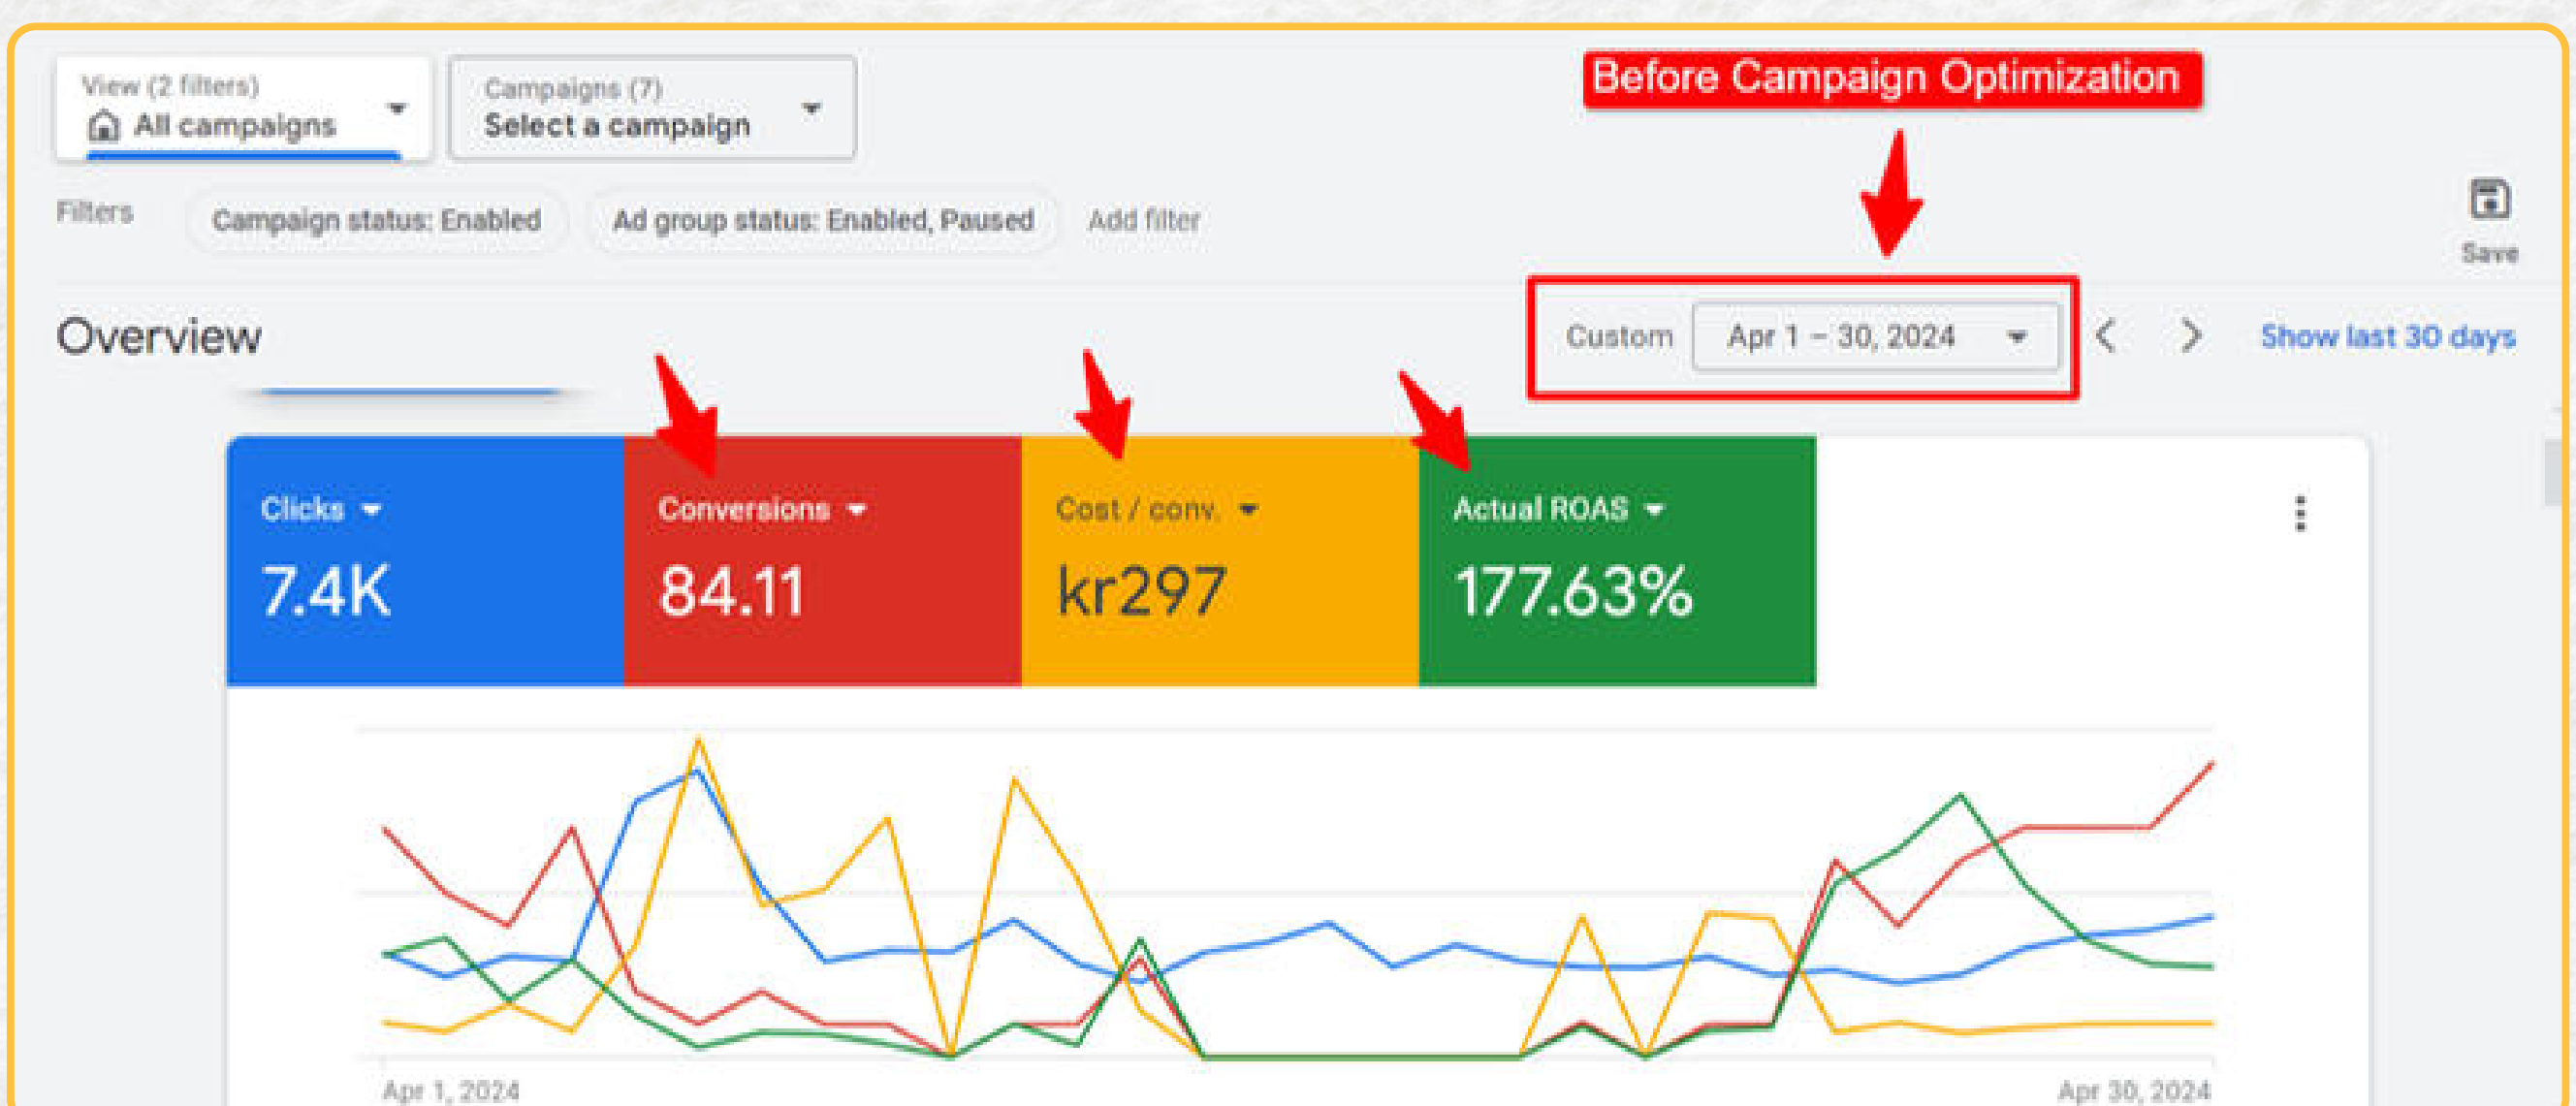 View (2 filters)
All campaigns
Campaigns (7)
Select a campaign
Before Campaign Optimization
Filters
Campaign status: Enabled
Ad group status: Enabled, Paused
Add filter
Save
Overview
Custom
Apr 1 – 30, 2024
Show last 30 days
Clicks
7.4K
Conversions
84.11
Cost / conv.
kr297
Actual ROAS
177.63%
Apr 1, 2024
Apr 30, 2024